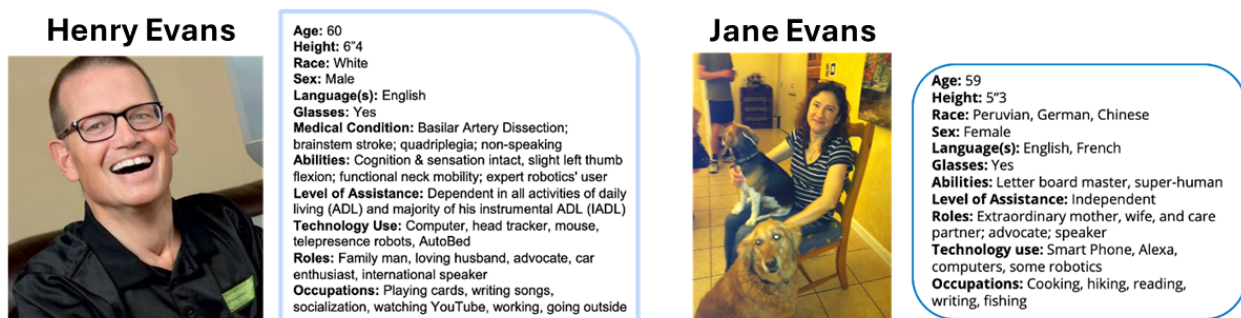 Henry Evans
Age: 60
Height: 6"4
Race: White
Sex: Male
Language(s): English
Glasses: Yes
Medical Condition: Basilar Artery Dissection;
brainstem stroke; quadriplegia; non-speaking
Abilities: Cognition & sensation intact, slight left thumb
flexion; functional neck mobility; expert robotics' user
Level of Assistance: Dependent in all activities of daily
living (ADL) and majority of his instrumental ADL (IADL)
Technology Use: Computer, head tracker, mouse,
telepresence robots, AutoBed
Roles: Family man, loving husband, advocate, car
enthusiast, international speaker
Occupations: Playing cards, writing songs,
socialization, watching YouTube, working, going outside
Jane Evans
Age: 59
Height: 5"3
Race: Peruvian, German, Chinese
Sex: Female
Language(s): English, French
Glasses: Yes
Abilities: Letter board master, super-human
Level of Assistance: Independent
Roles: Extraordinary mother, wife, and care
partner; advocate; speaker
Technology use: Smart Phone, Alexa,
computers, some robotics
Occupations: Cooking, hiking, reading,
writing, fishing